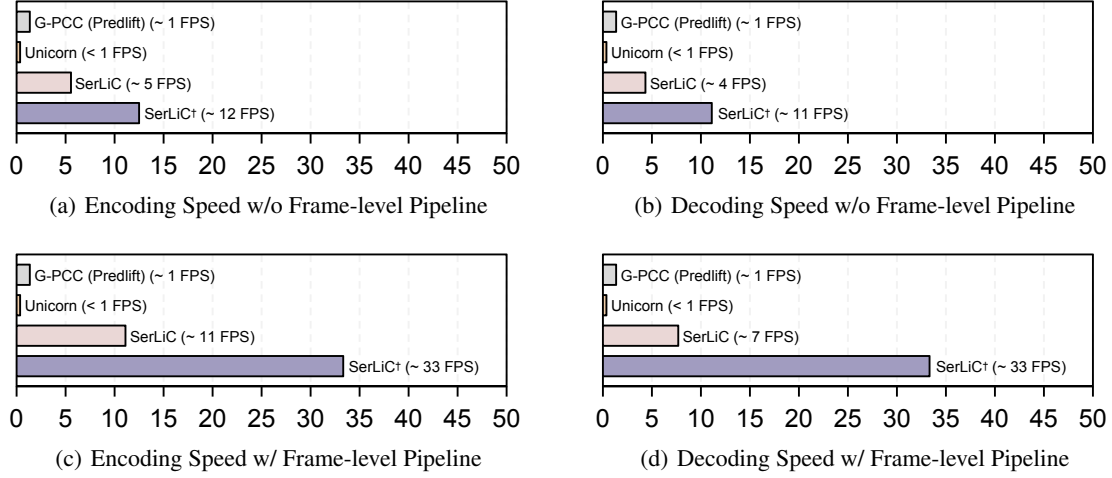 G-PCC (Predlift) (~ 1 FPS)
Unicorn (< 1 FPS)
SerLiC (~ 5 FPS)
SerLiC† (~ 12 FPS)
0 5 10 15 20 25 30 35 40 45 50
(a) Encoding Speed w/o Frame-level Pipeline
G-PCC (Predlift) (~ 1 FPS)
Unicorn (< 1 FPS)
SerLiC (~ 4 FPS)
SerLiC† (~ 11 FPS)
0 5 10 15 20 25 30 35 40 45 50
(b) Decoding Speed w/o Frame-level Pipeline
G-PCC (Predlift) (~ 1 FPS)
Unicorn (< 1 FPS)
SerLiC (~ 11 FPS)
SerLiC† (~ 33 FPS)
0 5 10 15 20 25 30 35 40 45 50
(c) Encoding Speed w/ Frame-level Pipeline
G-PCC (Predlift) (~ 1 FPS)
Unicorn (< 1 FPS)
SerLiC (~ 7 FPS)
SerLiC† (~ 33 FPS)
0 5 10 15 20 25 30 35 40 45 50
(d) Decoding Speed w/ Frame-level Pipeline